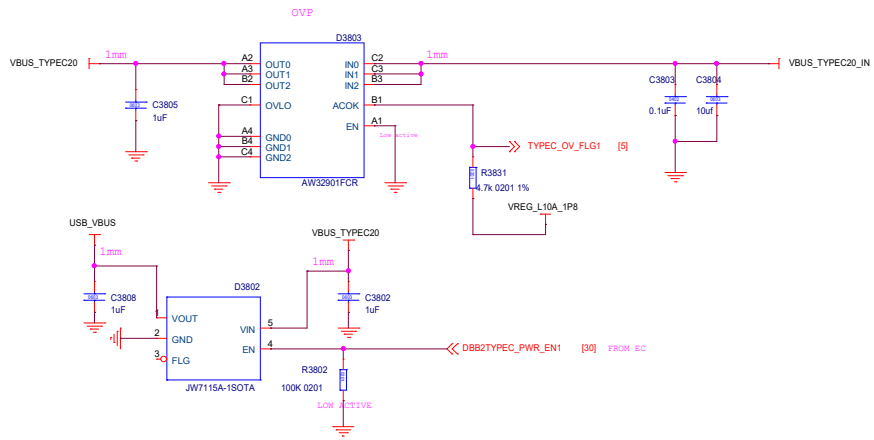 OVP
D3803
VBUS_TYPEC20
1mm
A2
A3
B2
OUT0
OUT1
OUT2
IN0
IN1
IN2
C2
C3
B3
1mm
VBUS_TYPEC20_IN
C3805
1uF
C1
OVLO
ACOK
B1
C3803
0.1uF
C3804
10uf
A4
B4
C4
GND0
GND1
GND2
EN
A1
Low active
AW32901FCR
TYPEC_OV_FLG1 [5]
R3831
4.7k 0201 1%
VREG_L10A_1P8
USB_VBUS
1mm
VBUS_TYPEC20
1mm
D3802
C3808
1uF
C3802
1uF
1
VOUT
2
GND
3
FLG
VIN
5
EN
4
JW7115A-1SOTA
DBB2TYPEC_PWR_EN1 [30] FROM EC
R3802
100K 0201
LOW ACTIVE